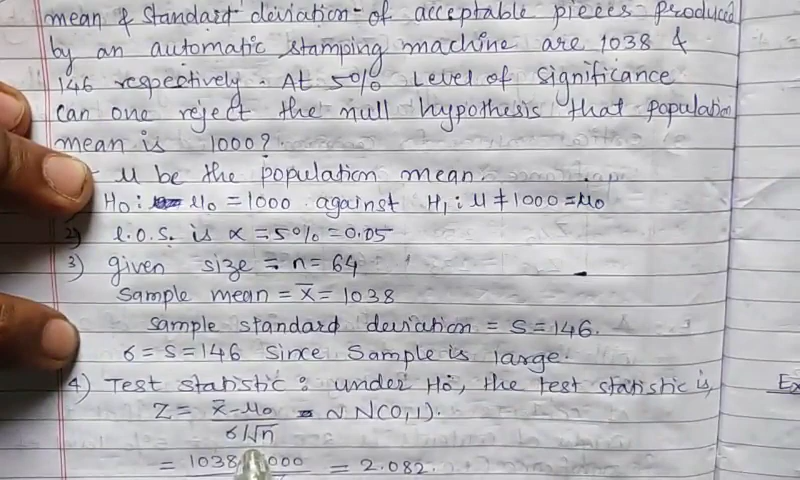 mean & standard deviation of acceptable pieces produced
by an automatic stamping machine are 1038 &
146 respectively. At 5% Level of significance
can one reject the null hypothesis that population
mean is 1000?
μ be the population mean.
H0: μ0 = 1000 against H1: μ ≠ 1000 = μ0
2) l.o.s. is α = 5% = 0.05
3) given size = n = 64
Sample mean = x̄ = 1038
sample standard deviation = S = 146.
б = S = 146 since sample is large.
4) Test statistic: under H0, the test statistic is,
Z = x̄ - μ0 ~ N(0,1).
б/√n
= 1038 1000 = 2.082.